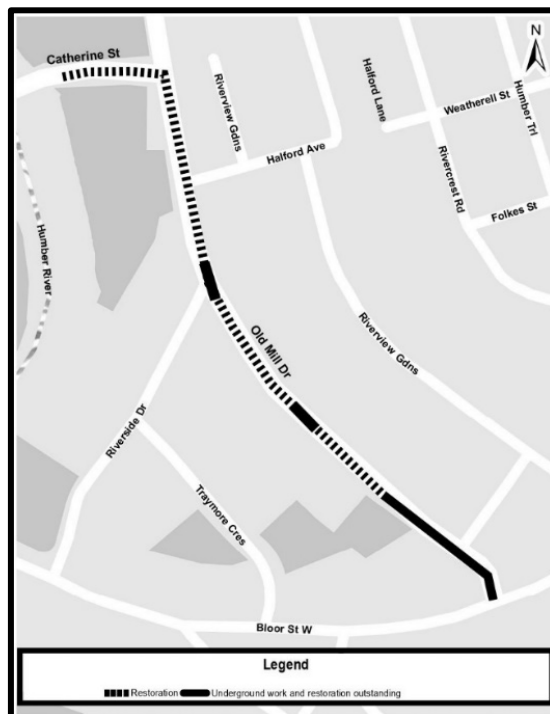 N
Catherine St
Riverview Gdns
Halford Lane
Weatherell St
Humber Trl
Halford Ave
Rivercrest Rd
Folkes St
Humber River
Old Mill Dr
Riverview Gdns
Riverside Dr
Traymore Cres
Bloor St W
Legend
Restoration Underground work and restoration outstanding